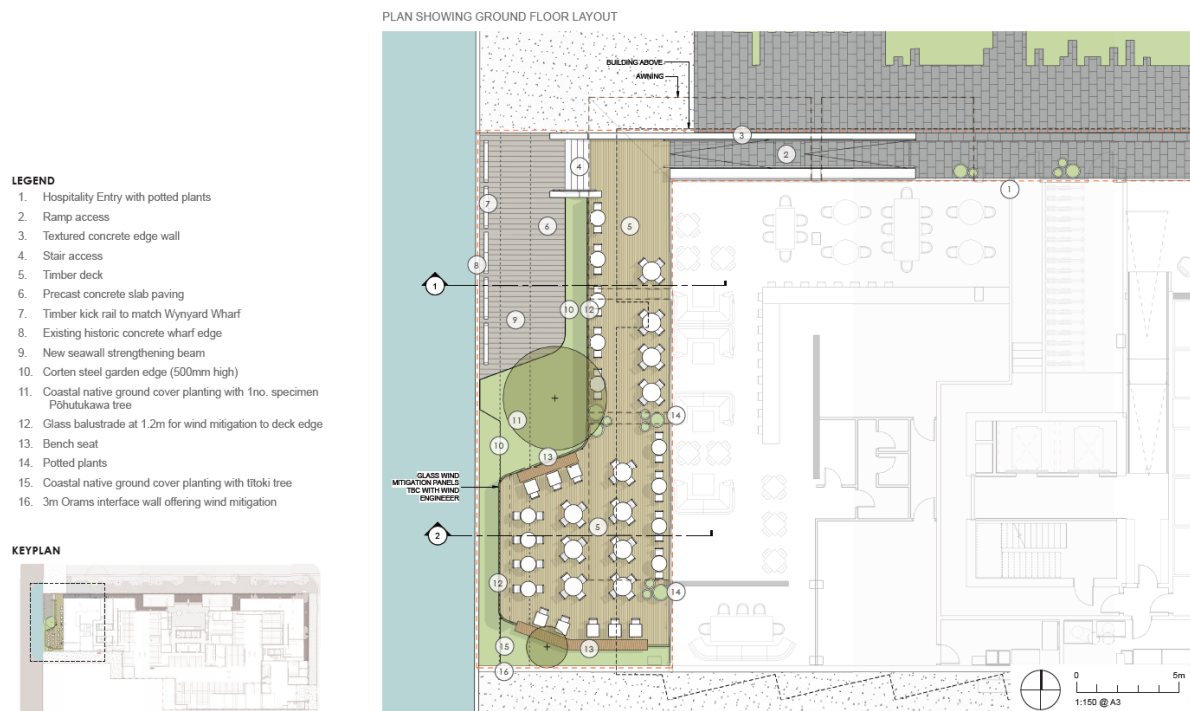 PLAN SHOWING GROUND FLOOR LAYOUT
BUILDING ABOVE
AWNING
3
2
4
1
7
6
5
8
1
10
12
9
11
14
10
13
GLASS WIND
MITIGATION PANELS
TBC WITH WIND
ENGINEEER
5
2
12
14
15
13
16
0
5m
1:150 @ A3
LEGEND
1. Hospitality Entry with potted plants
2. Ramp access
3. Textured concrete edge wall
4. Stair access
5. Timber deck
6. Precast concrete slab paving
7. Timber kick rail to match Wynyard Wharf
8. Existing historic concrete wharf edge
9. New seawall strengthening beam
10. Corten steel garden edge (500mm high)
11. Coastal native ground cover planting with 1no. specimen
Pōhutukawa tree
12. Glass balustrade at 1.2m for wind mitigation to deck edge
13. Bench seat
14. Potted plants
15. Coastal native ground cover planting with tītoki tree
16. 3m Orams interface wall offering wind mitigation
KEYPLAN